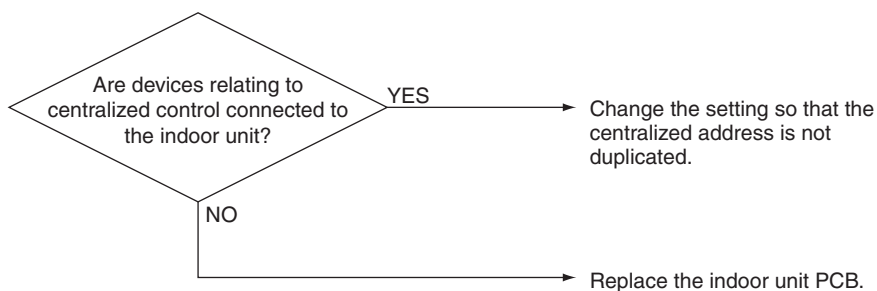 Are devices relating to
centralized control connected to
the indoor unit?
YES
Change the setting so that the
centralized address is not
duplicated.
NO
Replace the indoor unit PCB.